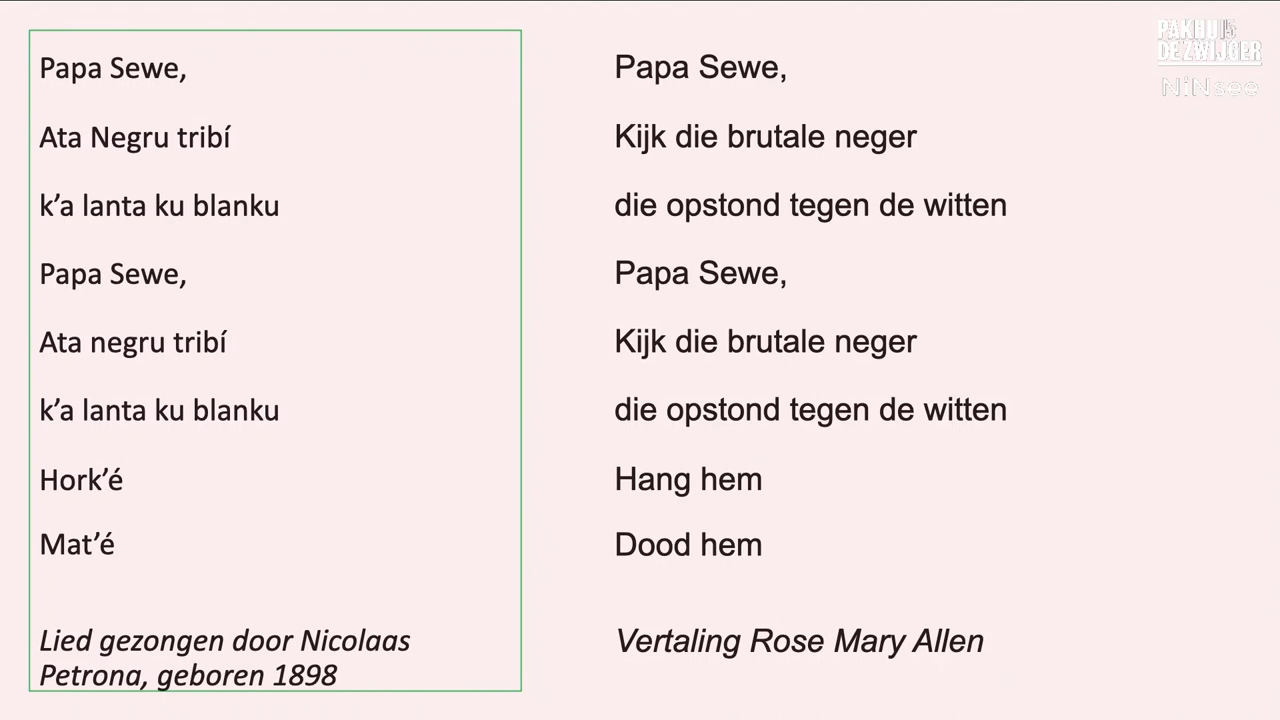 Papa Sewe,
Ata Negru tribí
k’a lanta ku blanku
Papa Sewe,
Ata negru tribí
k’a lanta ku blanku
Hork’é
Mat’é
Lied gezongen door Nicolaas
Petrona, geboren 1898
Papa Sewe,
Kijk die brutale neger
die opstond tegen de witten
Papa Sewe,
Kijk die brutale neger
die opstond tegen de witten
Hang hem
Dood hem
Vertaling Rose Mary Allen
PAKHUIS
DE ZWIJGER
NiNsee